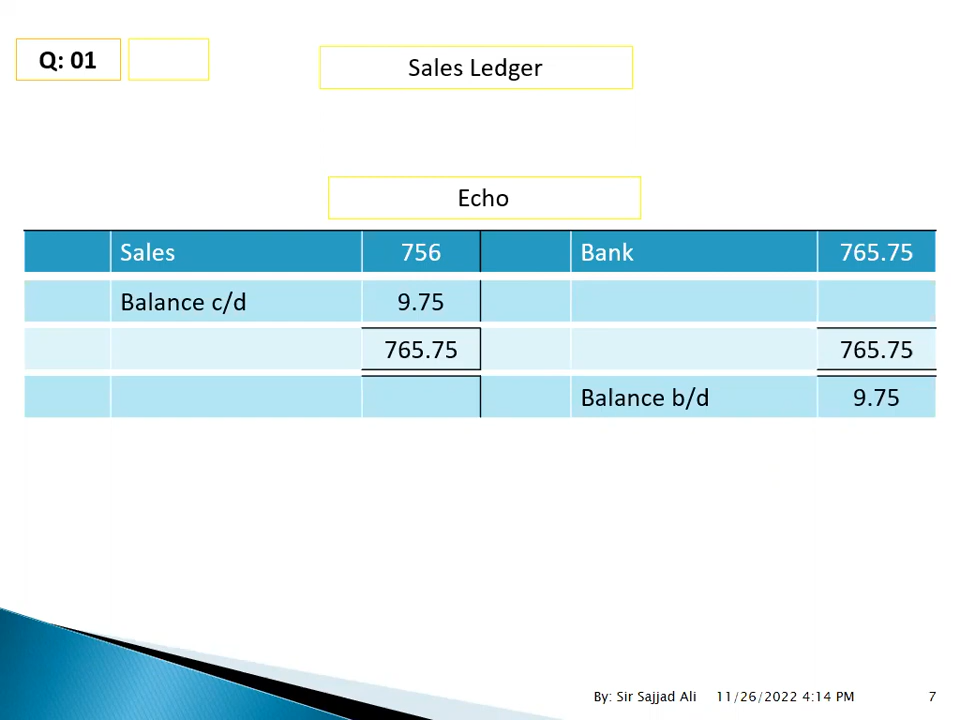 Q: 01
Sales Ledger
Echo
Sales 756 Bank 765.75
Balance c/d 9.75
765.75 765.75
Balance b/d 9.75
By: Sir Sajjad Ali 11/26/2022 4:14 PM 7